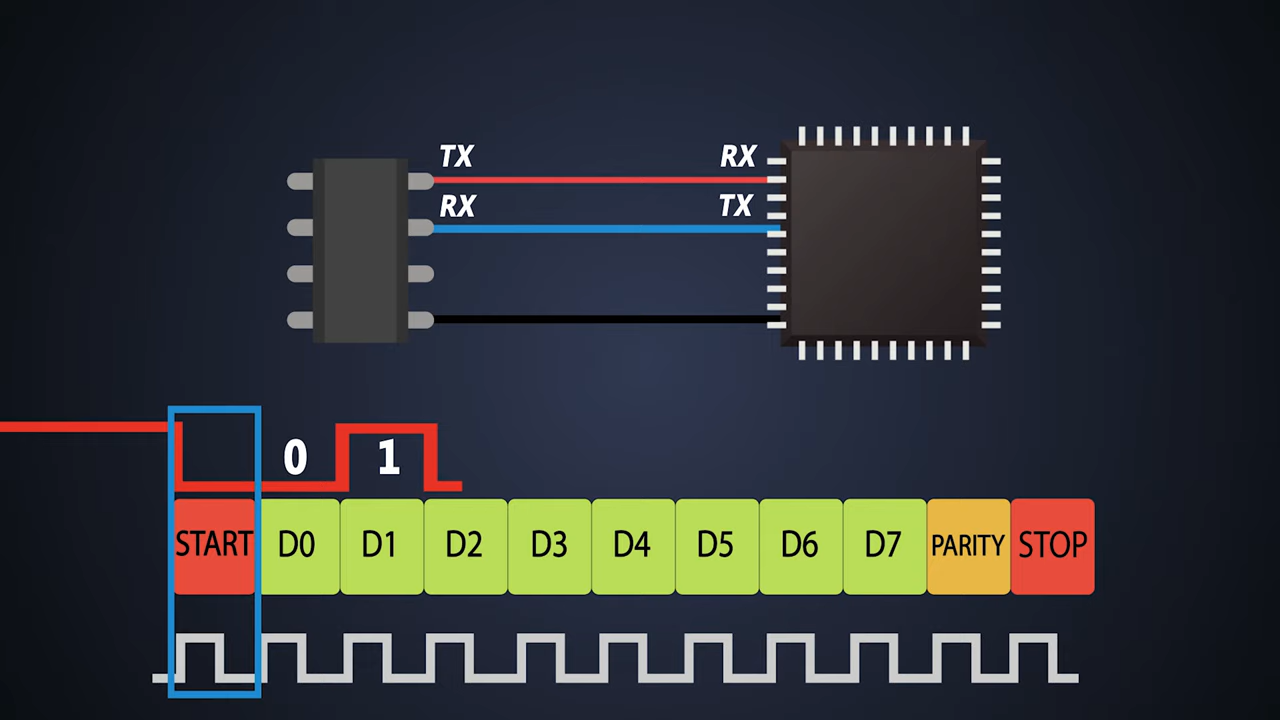 TX RX
RX TX
0 1
START D0 D1 D2 D3 D4 D5 D6 D7 PARITY STOP